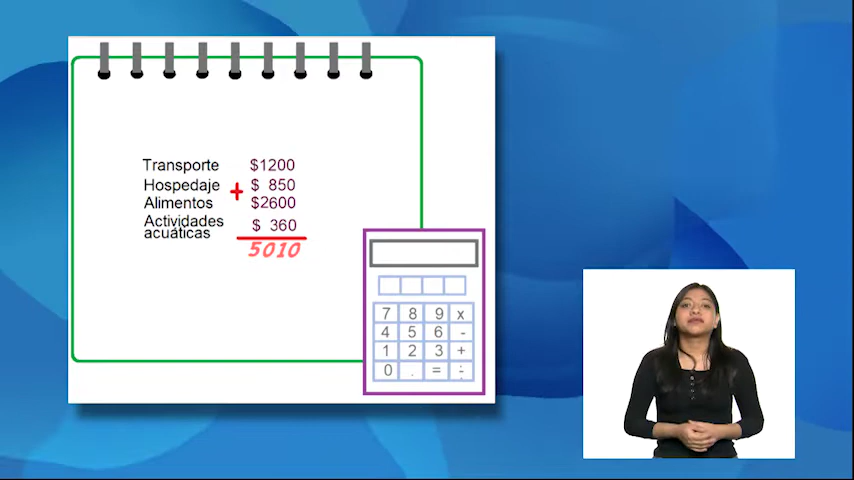 Transporte $1200
Hospedaje + $ 850
Alimentos $2600
Actividades acuáticas $ 360
5010
7 8 9 x
4 5 6 -
1 2 3 +
0 . = ÷